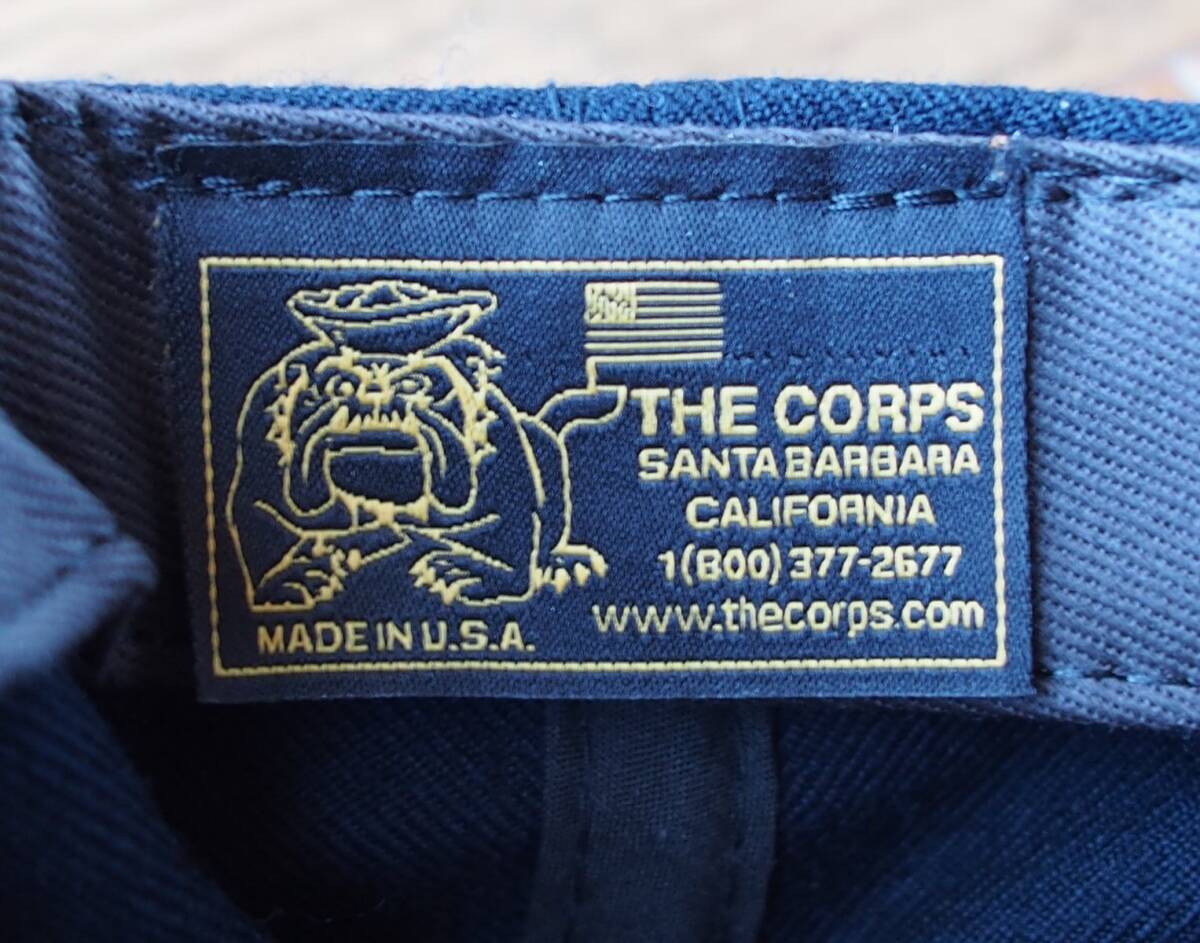 THE CORPS
SANTA BARBARA
CALIFORNIA
1(800) 377-2677
www.thecorps.com
MADE IN U.S.A.